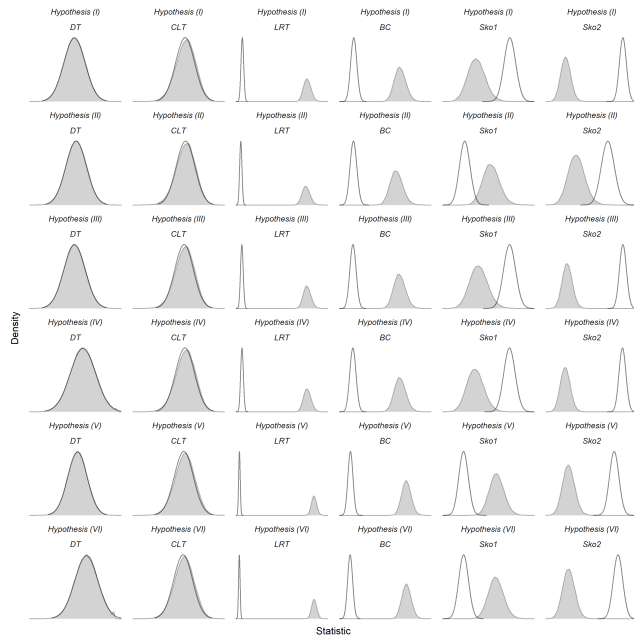 Hypothesis (I) Hypothesis (I) Hypothesis (I) Hypothesis (I) Hypothesis (I) Hypothesis (I)
DT CLT LRT BC Sko1 Sko2
Hypothesis (II) Hypothesis (II) Hypothesis (II) Hypothesis (II) Hypothesis (II) Hypothesis (II)
DT CLT LRT BC Sko1 Sko2
Hypothesis (III) Hypothesis (III) Hypothesis (III) Hypothesis (III) Hypothesis (III) Hypothesis (III)
DT CLT LRT BC Sko1 Sko2
Density
Hypothesis (IV) Hypothesis (IV) Hypothesis (IV) Hypothesis (IV) Hypothesis (IV) Hypothesis (IV)
DT CLT LRT BC Sko1 Sko2
Hypothesis (V) Hypothesis (V) Hypothesis (V) Hypothesis (V) Hypothesis (V) Hypothesis (V)
DT CLT LRT BC Sko1 Sko2
Hypothesis (VI) Hypothesis (VI) Hypothesis (VI) Hypothesis (VI) Hypothesis (VI) Hypothesis (VI)
DT CLT LRT BC Sko1 Sko2
Statistic